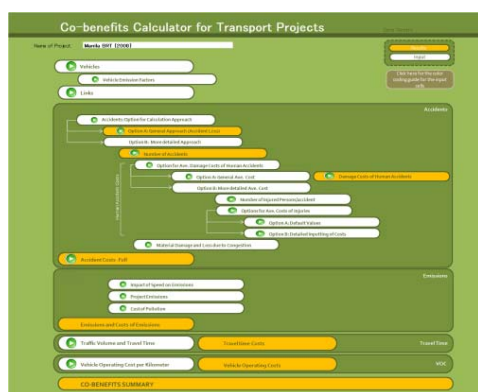 Co-benefits Calculator for Transport Projects
Name of Project: Manila BRT (2008)
Results
Input
Click here for the color
coding guide for the input
cells
Vehicles
Vehicle Emission Factors
Links
Accidents
Accidents: Option for Calculation Approach
Option A: General Approach (Accident Loss)
Option B: More detailed Approach
Number of Accidents
Options for Ave. Damage Costs of Human Accidents
Option A: General Ave. Cost
Damage Costs of Human Accidents
Option B: More detailed Ave. Cost
Number of Injured Persons/accident
Options for Ave. Costs of Injuries
Option A: Default Values
Option B: Detailed Inputting of Costs
Material Damage and Loss due to Congestion
Accident Costs - Full
Emissions
Impact of Speed on Emissions
Project Emissions
Cost of Pollution
Emissions and Costs of Emissions
Traffic Volume and Travel Time
Travel time Costs
Travel Time
Vehicle Operating Cost per Kilometer
Vehicle Operating Costs
VOC
CO-BENEFITS SUMMARY